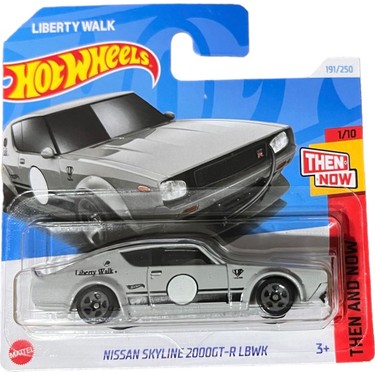 LIBERTY WALK
Hot Wheels
191/250
1/10
THEN AND NOW
Liberty Walk
NISSAN SKYLINE 2000GT-R LBWK
3+
MATTEL
THEN AND NOW